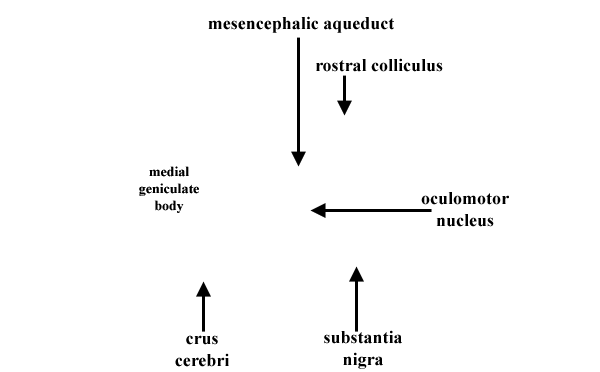 mesencephalic aqueduct
rostral colliculus
medial
geniculate
body
oculomotor
nucleus
crus
cerebri
substantia
nigra